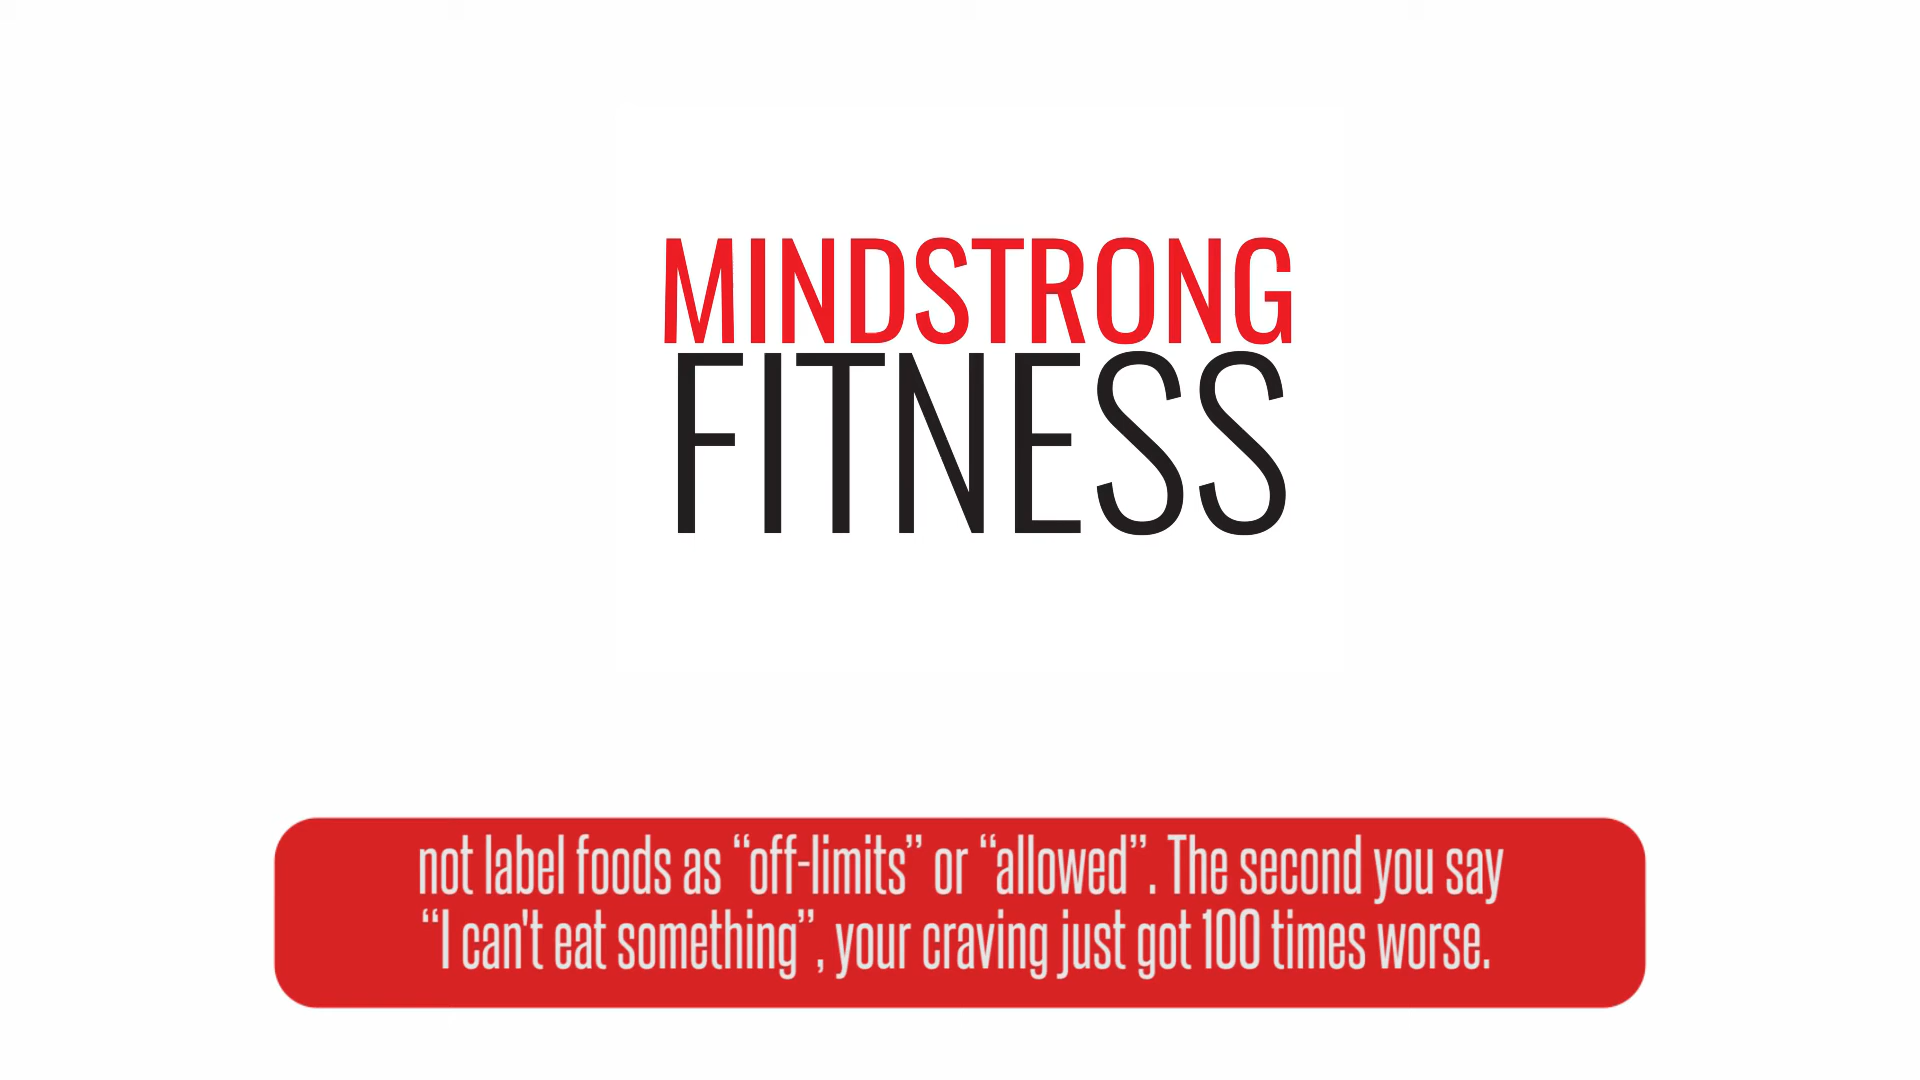 MINDSTRONG
FITNESS
not label foods as “off-limits” or “allowed”. The second you say
“I can't eat something”, your craving just got 100 times worse.